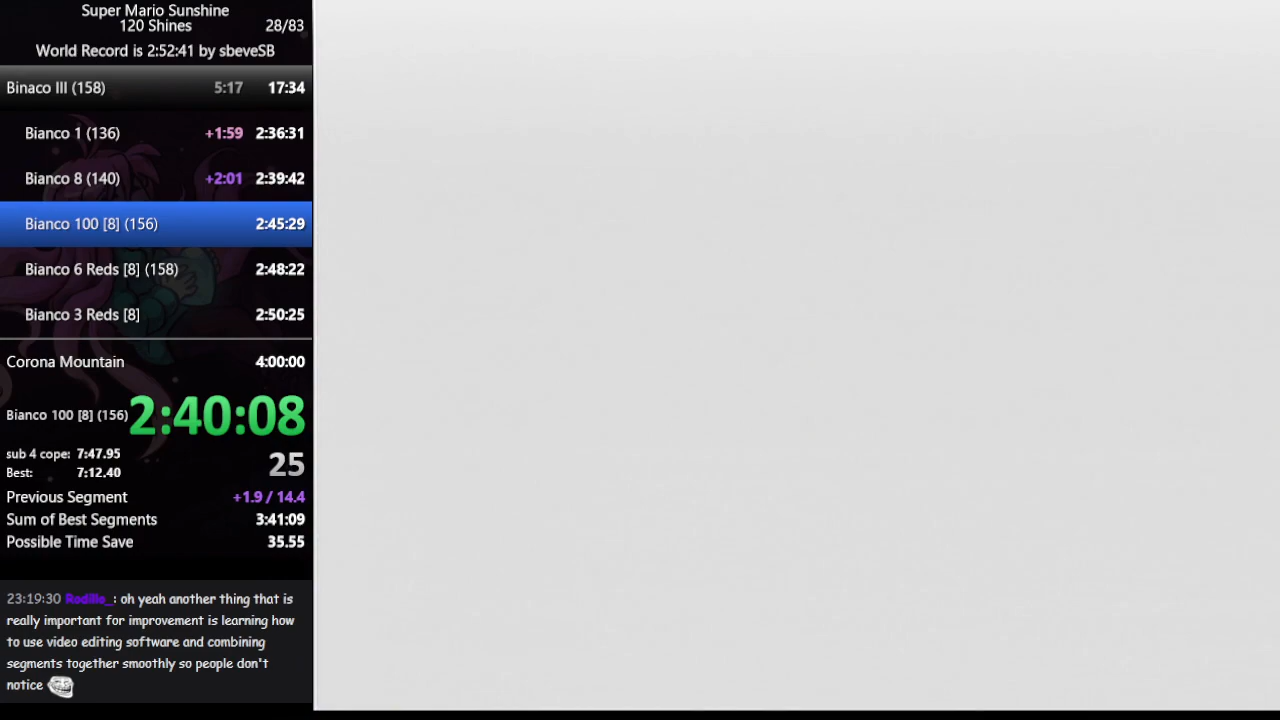 Super Mario Sunshine
120 Shines 28/83
World Record is 2:52:41 by sbeveSB
Binaco III (158) 5:17 17:34
Bianco 1 (136) +1:59 2:36:31
Bianco 8 (140) +2:01 2:39:42
Bianco 100 [8] (156) 2:45:29
Bianco 6 Reds [8] (158) 2:48:22
Bianco 3 Reds [8] 2:50:25
Corona Mountain 4:00:00
Bianco 100 [8] (156) 2:40:08
sub 4 cope: 7:47.95
Best: 7:12.40 25
Previous Segment +1.9 / 14.4
Sum of Best Segments 3:41:09
Possible Time Save 35.55
23:19:30 Rodillo_: oh yeah another thing that is
really important for improvement is learning how
to use video editing software and combining
segments together smoothly so people don't
notice